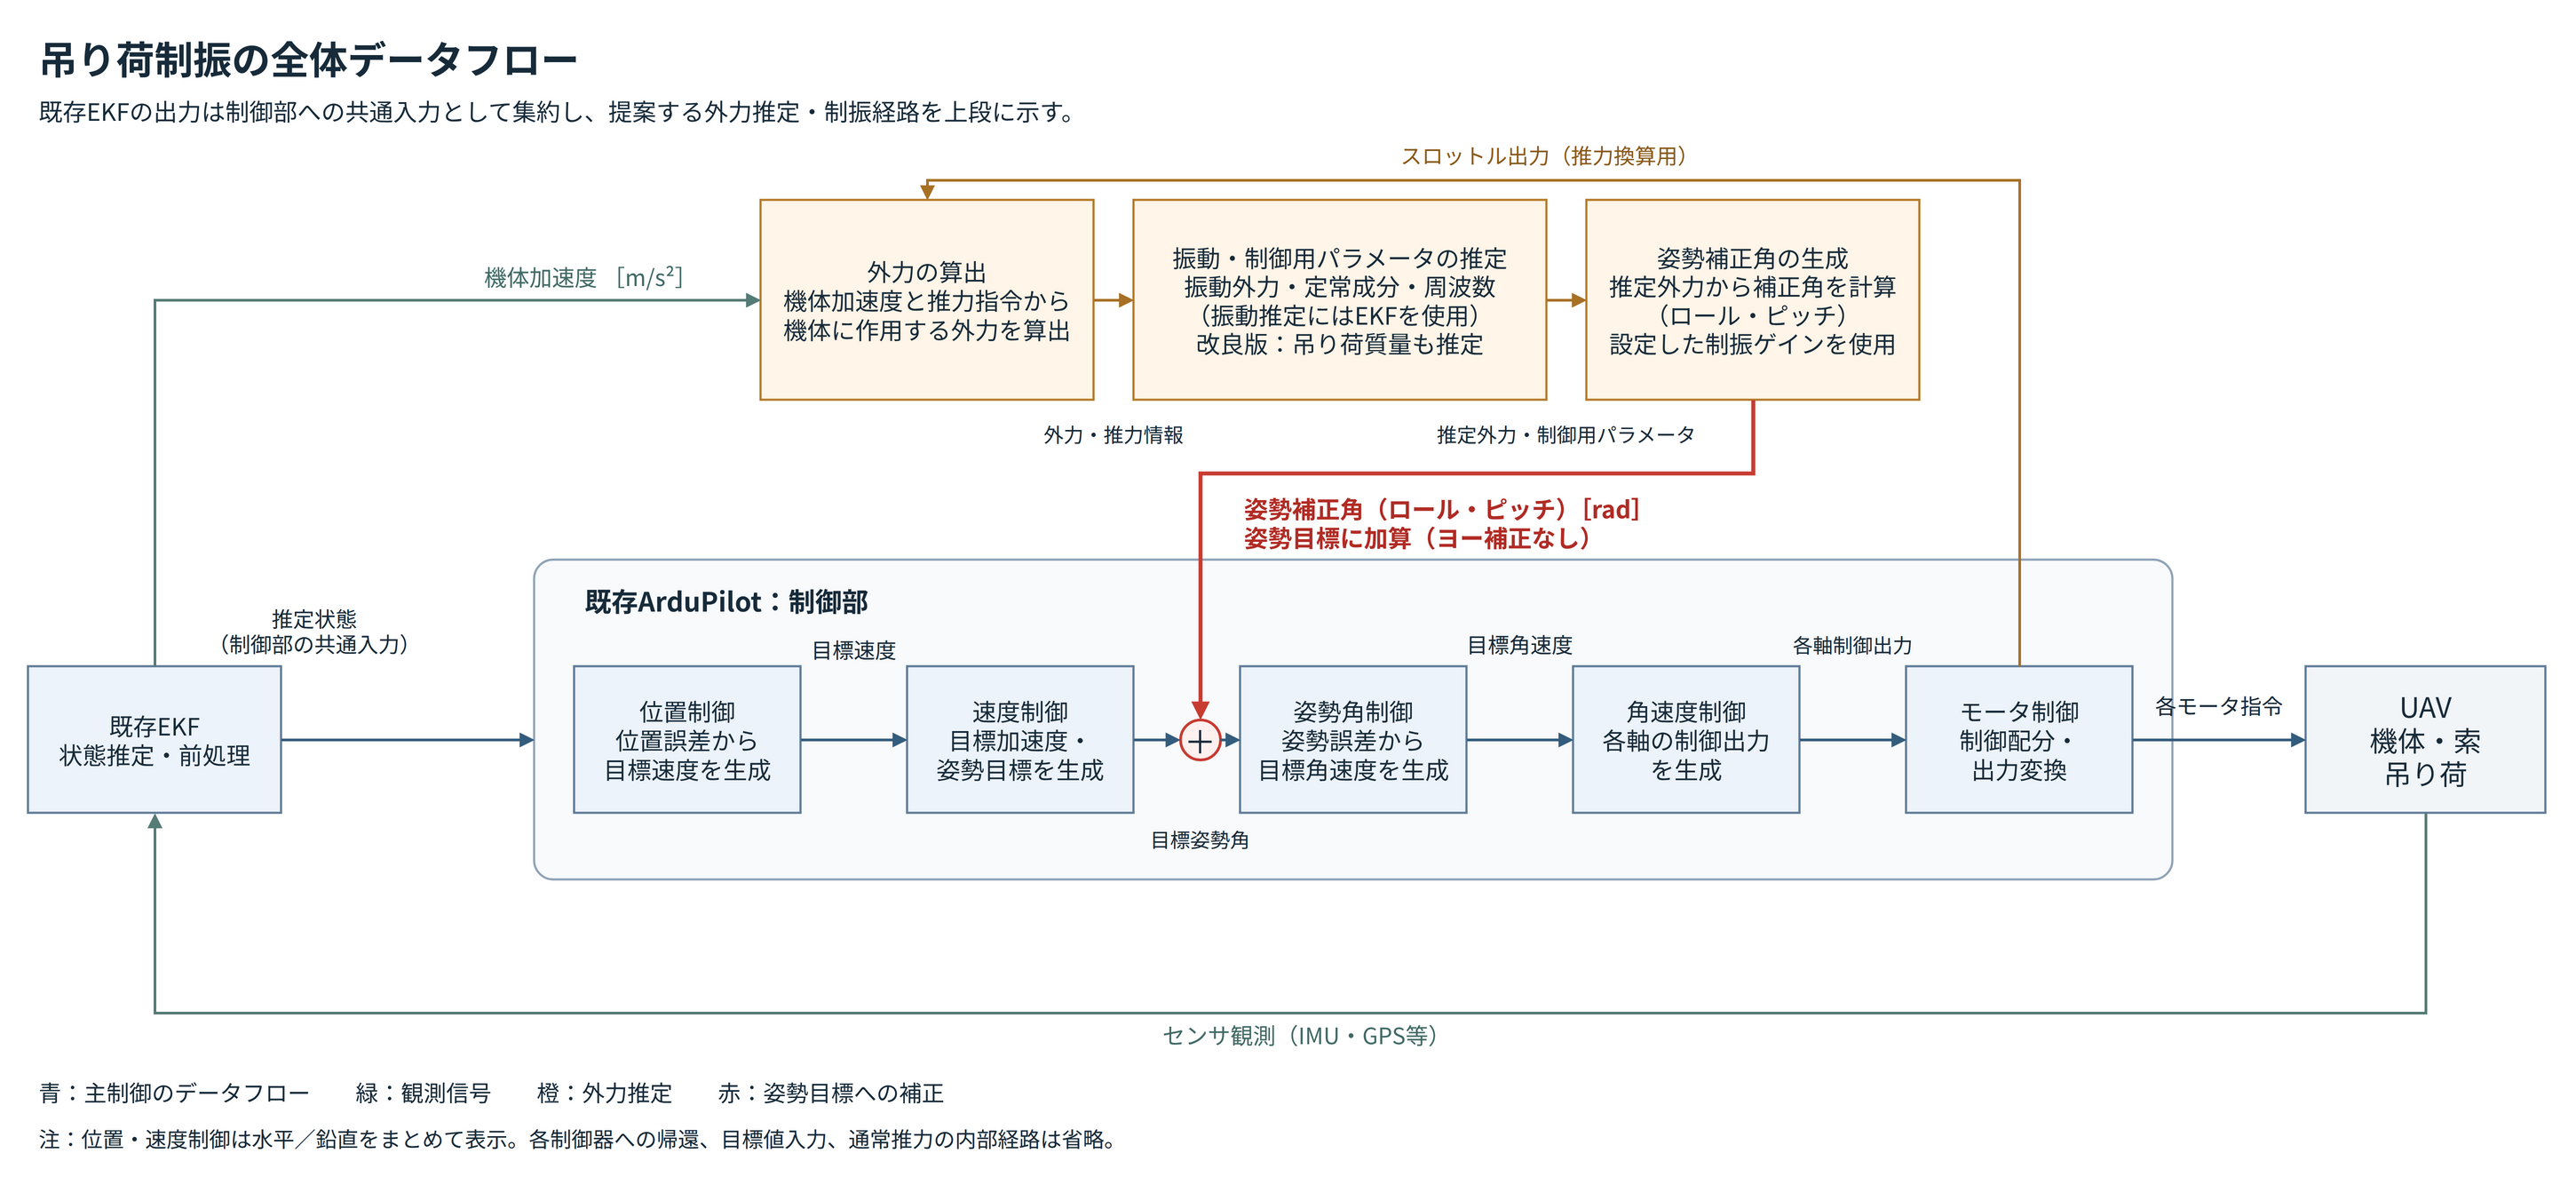 吊り荷制振の全体データフロー
既存EKFの出力は制御部への共通入力として集約し、提案する外力推定・制振経路を上段に示す。
スロットル出力（推力換算用）
機体加速度 ［m/s²］
外力の算出
機体加速度と推力指令から
機体に作用する外力を算出
振動・制御用パラメータの推定
振動外力・定常成分・周波数
（振動推定にはEKFを使用）
改良版：吊り荷質量も推定
姿勢補正角の生成
推定外力から補正角を計算
（ロール・ピッチ）
設定した制振ゲインを使用
外力・推力情報
推定外力・制御用パラメータ
姿勢補正角（ロール・ピッチ）［rad］
姿勢目標に加算（ヨー補正なし）
既存ArduPilot：制御部
推定状態
（制御部の共通入力）
目標速度
目標角速度
各軸制御出力
既存EKF
状態推定・前処理
位置制御
位置誤差から
目標速度を生成
速度制御
目標加速度・
姿勢目標を生成
＋
姿勢角制御
姿勢誤差から
目標角速度を生成
角速度制御
各軸の制御出力
を生成
モータ制御
制御配分・
出力変換
各モータ指令
UAV
機体・索
吊り荷
目標姿勢角
センサ観測（IMU・GPS等）
青：主制御のデータフロー　緑：観測信号　橙：外力推定　赤：姿勢目標への補正
注：位置・速度制御は水平／鉛直をまとめて表示。各制御器への帰還、目標値入力、通常推力の内部経路は省略。